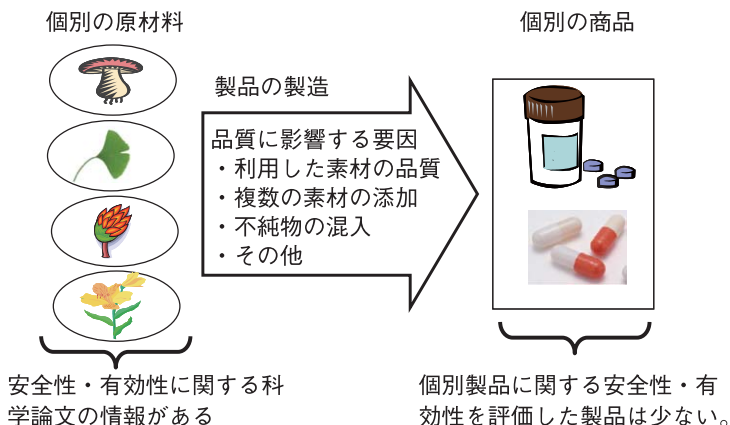 個別の原材料
個別の商品
製品の製造
品質に影響する要因
・利用した素材の品質
・複数の素材の添加
・不純物の混入
・その他
安全性・有効性に関する科
学論文の情報がある
個別製品に関する安全性・有
効性を評価した製品は少ない。